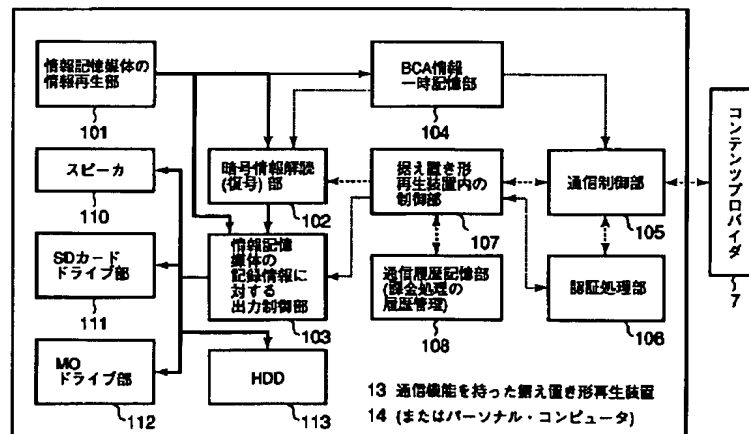 情報記憶媒体の
情報再生部
101
BCA情報
一時記憶部
104
スピーカ
110
暗号情報解読
(復号)部
102
据え置き形
再生装置内の
制御部
107
通信制御部
105
コンテンツプロバイダ
7
SDカード
ドライブ部
111
情報記憶
媒体の
記録情報に
対する
出力制御部
103
通信履歴記憶部
(課金処理の
履歴管理)
108
認証処理部
106
MO
ドライブ部
112
HDD
113
13 通信機能を持った据え置き形再生装置
14 (またはパーソナル・コンピュータ)